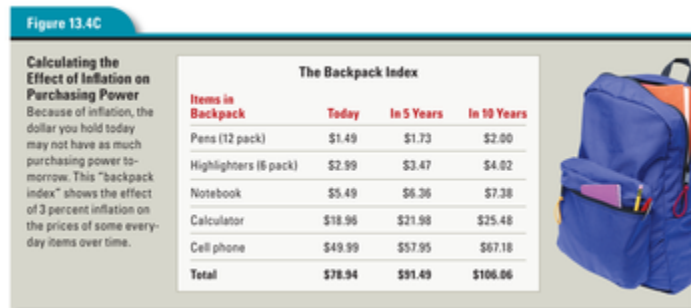 Figure 13.4C
Calculating the
Effect of Inflation on
Purchasing Power
Because of inflation, the
dollar you hold today
may not have as much
purchasing power to-
morrow. This "backpack
index" shows the effect
of 3 percent inflation on
the prices of some every-
day items over time.
The Backpack Index
Items in
Backpack Today In 5 Years In 10 Years
Pens (12 pack) $1.49 $1.73 $2.00
Highlighters (6 pack) $2.99 $3.47 $4.02
Notebook $5.49 $6.36 $7.38
Calculator $18.96 $21.98 $25.48
Cell phone $49.99 $57.95 $67.18
Total $78.94 $91.49 $106.06